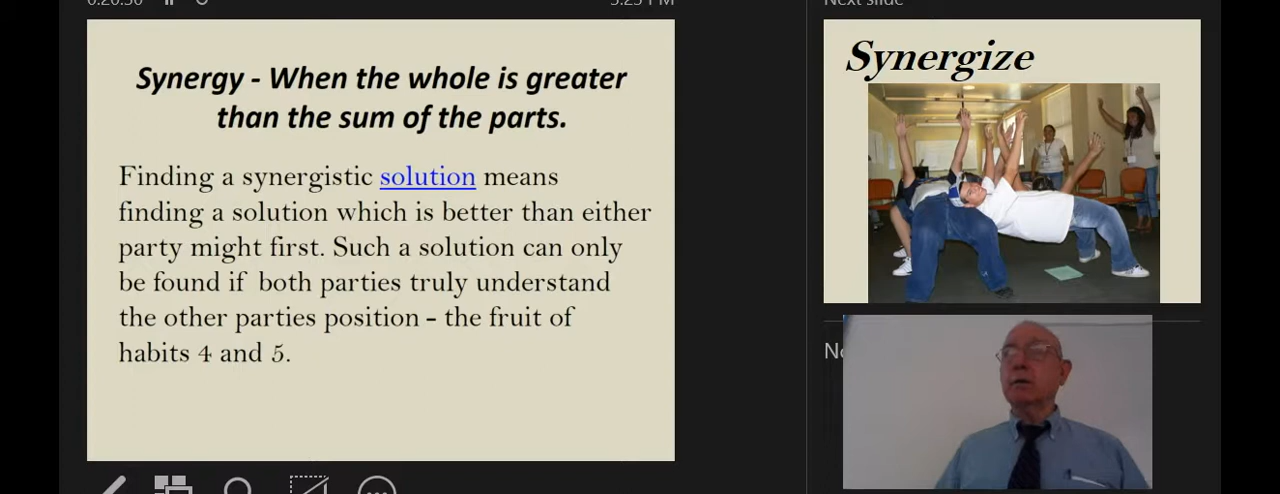 Next slide
Synergy - When the whole is greater
than the sum of the parts.
Finding a synergistic solution means
finding a solution which is better than either
party might first. Such a solution can only
be found if both parties truly understand
the other parties position - the fruit of
habits 4 and 5.
Synergize